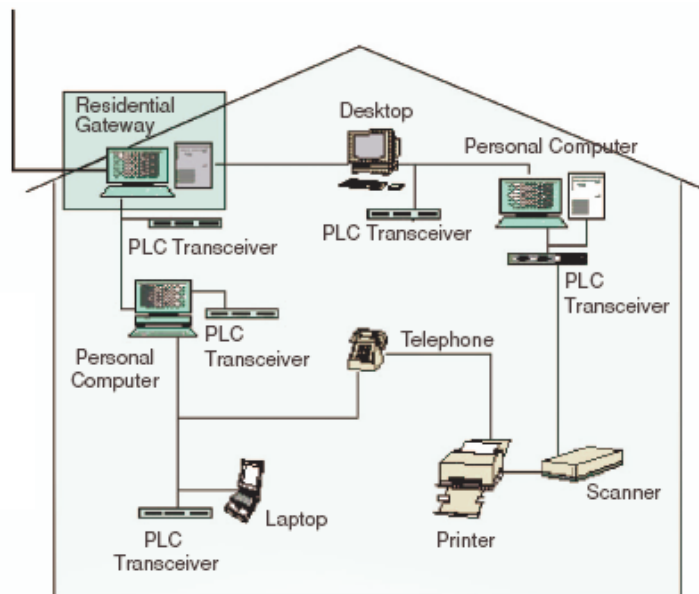 Residential
Gateway
Desktop
Personal Computer
PLC Transceiver
PLC Transceiver
PLC
Transceiver
PLC
Transceiver
Personal
Computer
Telephone
Laptop
PLC
Transceiver
Printer
Scanner